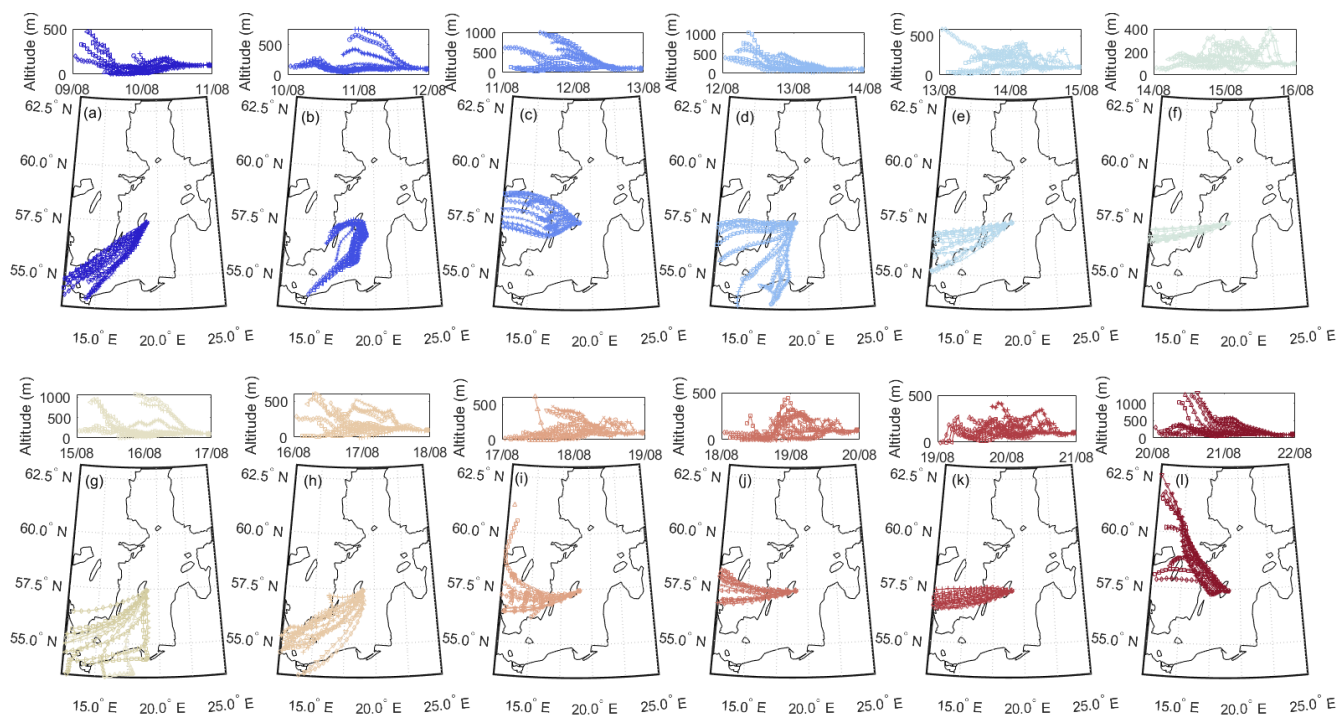 Altitude (m) 500 0 09/08 10/08 11/08
500 0 10/08 11/08 12/08
1000 500 0 11/08 12/08 13/08
Altitude (m) 500 0 12/08 13/08 14/08
500 0 13/08 14/08 15/08
Altitude (m) 400 200 0 14/08 15/08 16/08
(a) 62.5° N 60.0° N 57.5° N 55.0° N
(b) 62.5° N 60.0° N 57.5° N 55.0° N
(c) 62.5° N 60.0° N 57.5° N 55.0° N
(d) 62.5° N 60.0° N 57.5° N 55.0° N
(e) 62.5° N 60.0° N 57.5° N 55.0° N
(f) 62.5° N 60.0° N 57.5° N 55.0° N
15.0° E 20.0° E 25.0° E
15.0° E 20.0° E 25.0° E
15.0° E 20.0° E 25.0° E
15.0° E 20.0° E 25.0° E
15.0° E 20.0° E 25.0° E
15.0° E 20.0° E 25.0° E
Altitude (m) 1000 500 0 15/08 16/08 17/08
500 0 16/08 17/08 18/08
Altitude (m) 500 0 17/08 18/08 19/08
Altitude (m) 500 0 18/08 19/08 20/08
Altitude (m) 500 0 19/08 20/08 21/08
Altitude (m) 1000 500 0 20/08 21/08 22/08
(g) 62.5° N 60.0° N 57.5° N 55.0° N
(h) 62.5° N 60.0° N 57.5° N 55.0° N
(i) 62.5° N 60.0° N 57.5° N 55.0° N
(j) 62.5° N 60.0° N 57.5° N 55.0° N
(k) 62.5° N 60.0° N 57.5° N 55.0° N
(l) 62.5° N 60.0° N 57.5° N 55.0° N
15.0° E 20.0° E 25.0° E
15.0° E 20.0° E 25.0° E
15.0° E 20.0° E 25.0° E
15.0° E 20.0° E 25.0° E
15.0° E 20.0° E 25.0° E
15.0° E 20.0° E 25.0° E